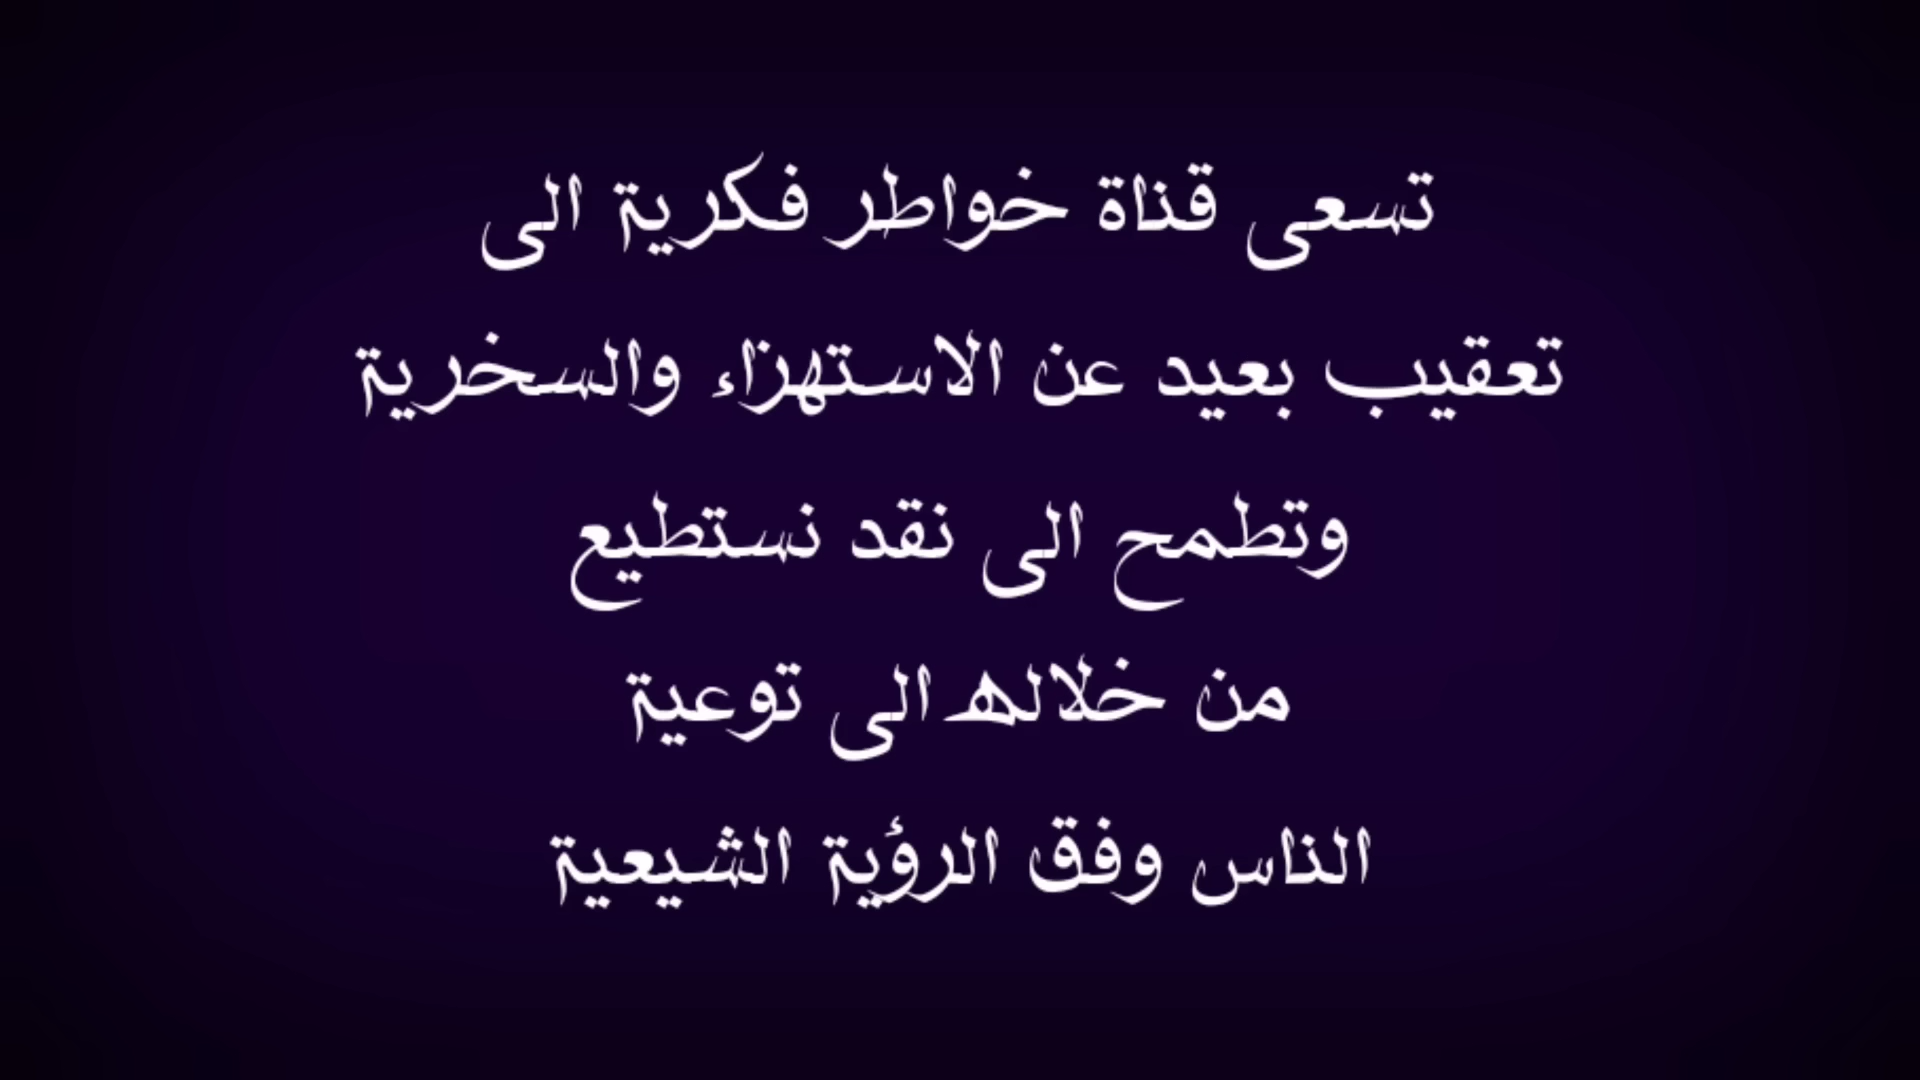 تسعى قناة خواطر فكرية الى
تعقيب بعيد عن الاستهزاء والسخرية
وتطمح الى نقد نستطيع
من خلاله الى توعية
الناس وفق الرؤية الشيعية